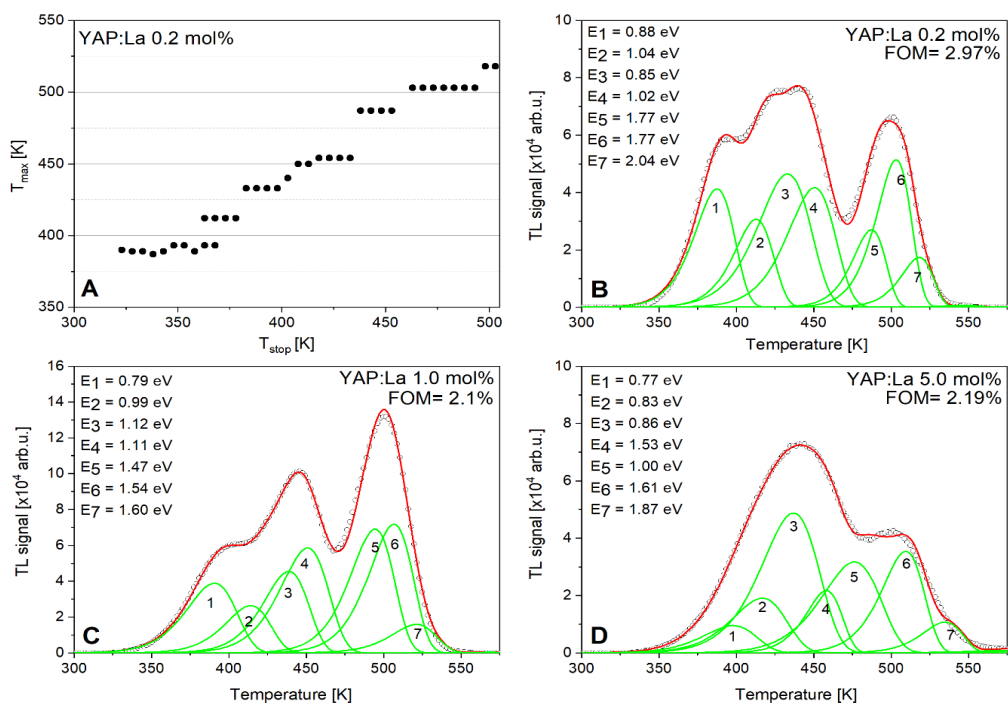 550
YAP:La 0.2 mol%
500
450
400
350
300
350
400
450
500
T_max [K]
T_stop [K]
A
10
8
6
4
2
0
300
350
400
450
500
550
TL signal [x10⁴ arb.u.]
Temperature [K]
E1 = 0.88 eV
E2 = 1.04 eV
E3 = 0.85 eV
E4 = 1.02 eV
E5 = 1.77 eV
E6 = 1.77 eV
E7 = 2.04 eV
YAP:La 0.2 mol%
FOM= 2.97%
1
2
3
4
5
6
7
B
16
14
12
10
8
6
4
2
0
300
350
400
450
500
550
TL signal [x10⁴ arb.u.]
Temperature [K]
E1 = 0.79 eV
E2 = 0.99 eV
E3 = 1.12 eV
E4 = 1.11 eV
E5 = 1.47 eV
E6 = 1.54 eV
E7 = 1.60 eV
YAP:La 1.0 mol%
FOM= 2.1%
1
2
3
4
5
6
7
C
10
8
6
4
2
0
300
350
400
450
500
550
TL signal [x10⁴ arb.u.]
Temperature [K]
E1 = 0.77 eV
E2 = 0.83 eV
E3 = 0.86 eV
E4 = 1.53 eV
E5 = 1.00 eV
E6 = 1.61 eV
E7 = 1.87 eV
YAP:La 5.0 mol%
FOM= 2.19%
1
2
3
4
5
6
7
D